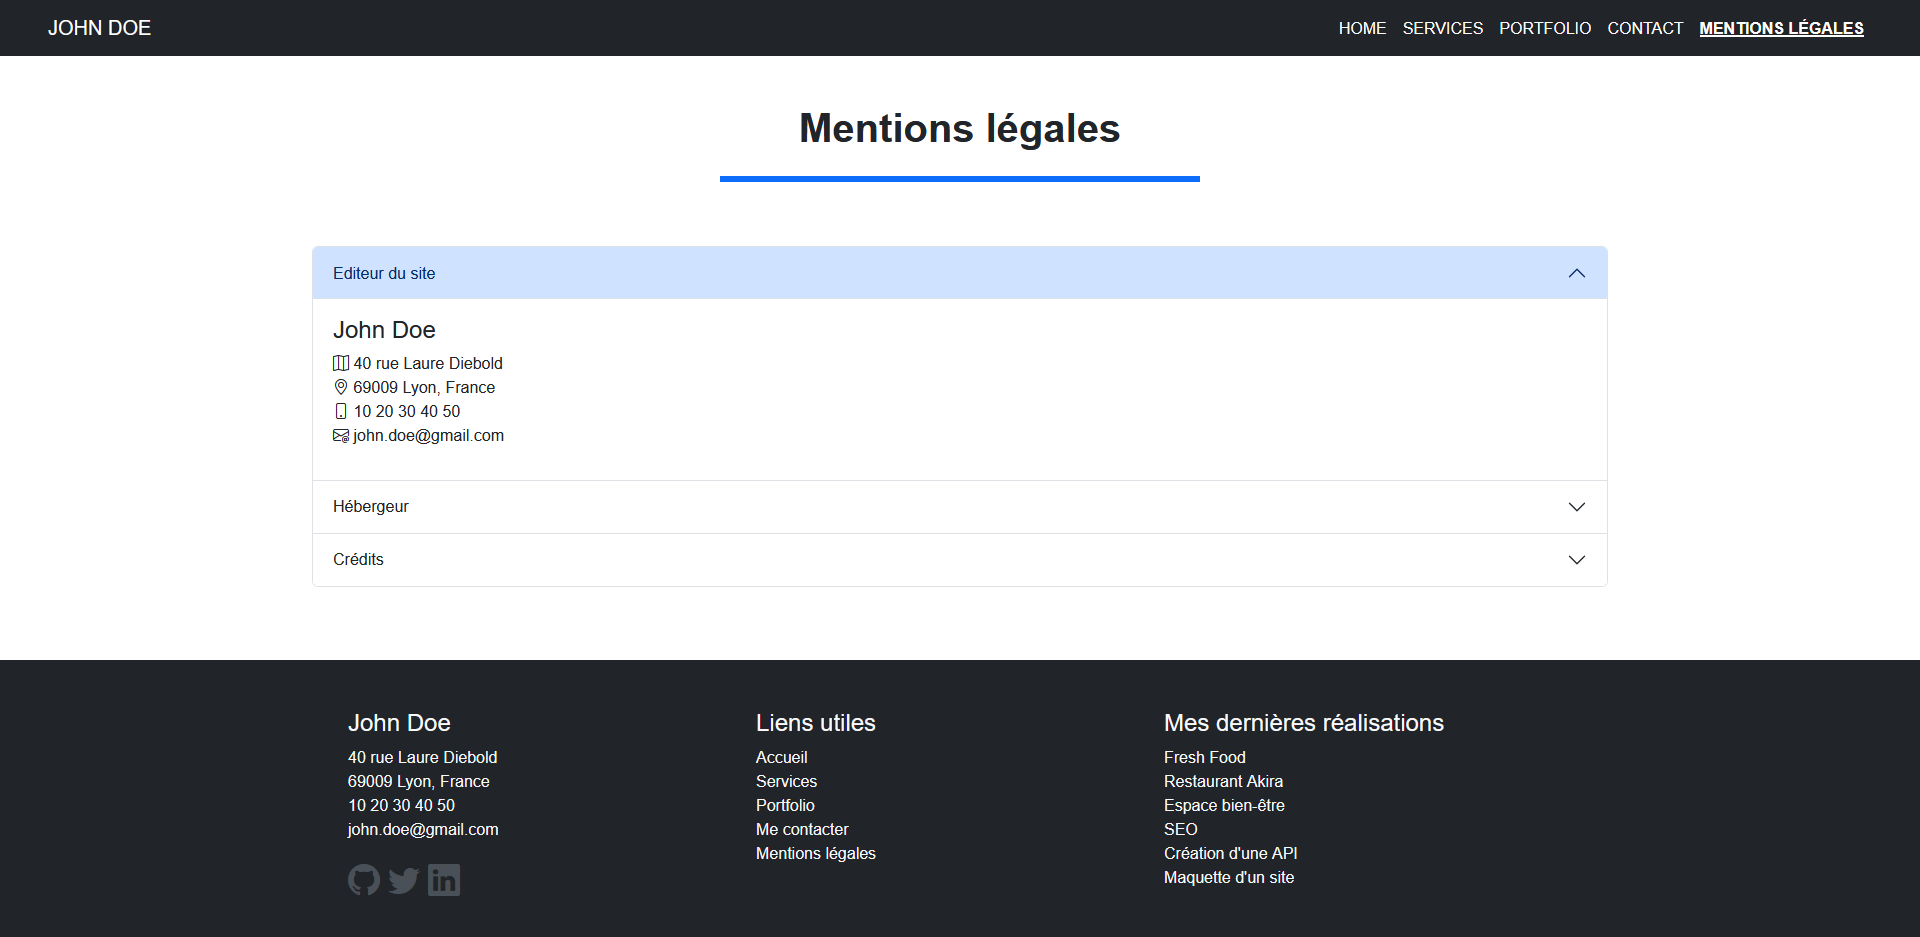 JOHN DOE
HOME SERVICES PORTFOLIO CONTACT MENTIONS LÉGALES
Mentions légales
Editeur du site
John Doe
40 rue Laure Diebold
69009 Lyon, France
10 20 30 40 50
john.doe@gmail.com
Hébergeur
Crédits
John Doe
40 rue Laure Diebold
69009 Lyon, France
10 20 30 40 50
john.doe@gmail.com
Liens utiles
Accueil
Services
Portfolio
Me contacter
Mentions légales
Mes dernières réalisations
Fresh Food
Restaurant Akira
Espace bien-être
SEO
Création d'une API
Maquette d'un site